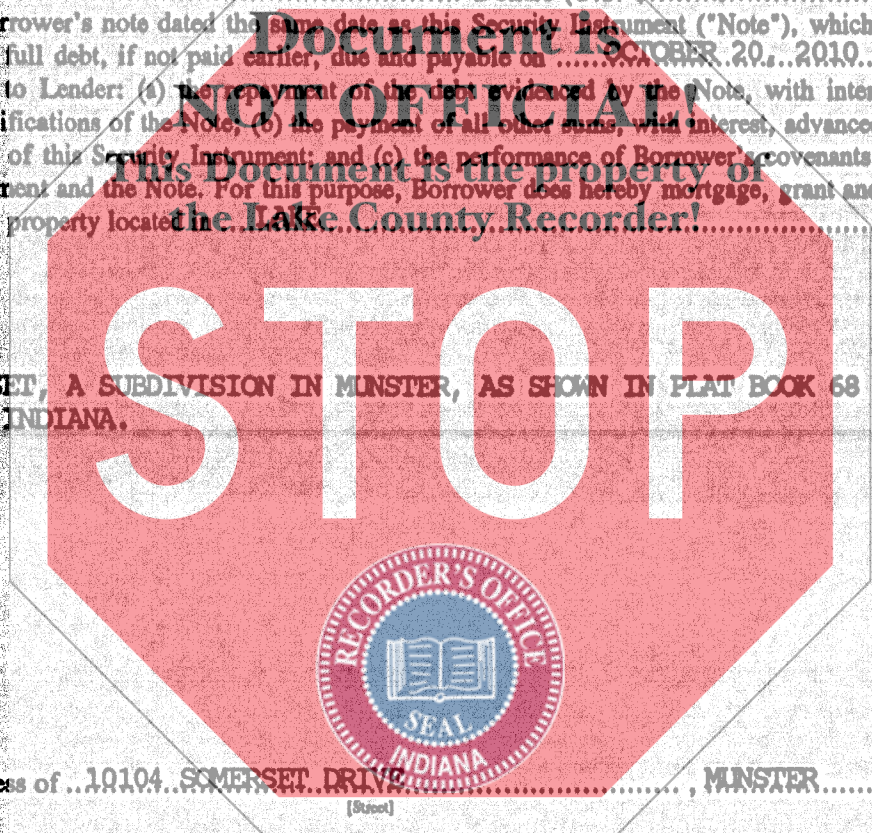 rrower's note dated the same date as this Security Instrument ("Note"), which
Document is
full debt, if not paid earlier, due and payable on ......OCTOBER 20, 2010..
to Lender: (a) the repayment of the debt evidenced by the Note, with inter
NOT OFFICIAL!
ifications of the Note; (b) the payment of all other sums, with interest, advance
of this Security Instrument; and (c) the performance of Borrower's covenants
This Document is the property of
ment and the Note. For this purpose, Borrower does hereby mortgage, grant and
the Lake County Recorder!
property located in ......Lake......
STOP
SET, A SUBDIVISION IN MUNSTER, AS SHOWN IN PLAT BOOK 68
INDIANA.
RECORDER'S OFFICE
SEAL
INDIANA
ss of ..10104 SOMERSET DRIVE.............................., MUNSTER.......
[Street]